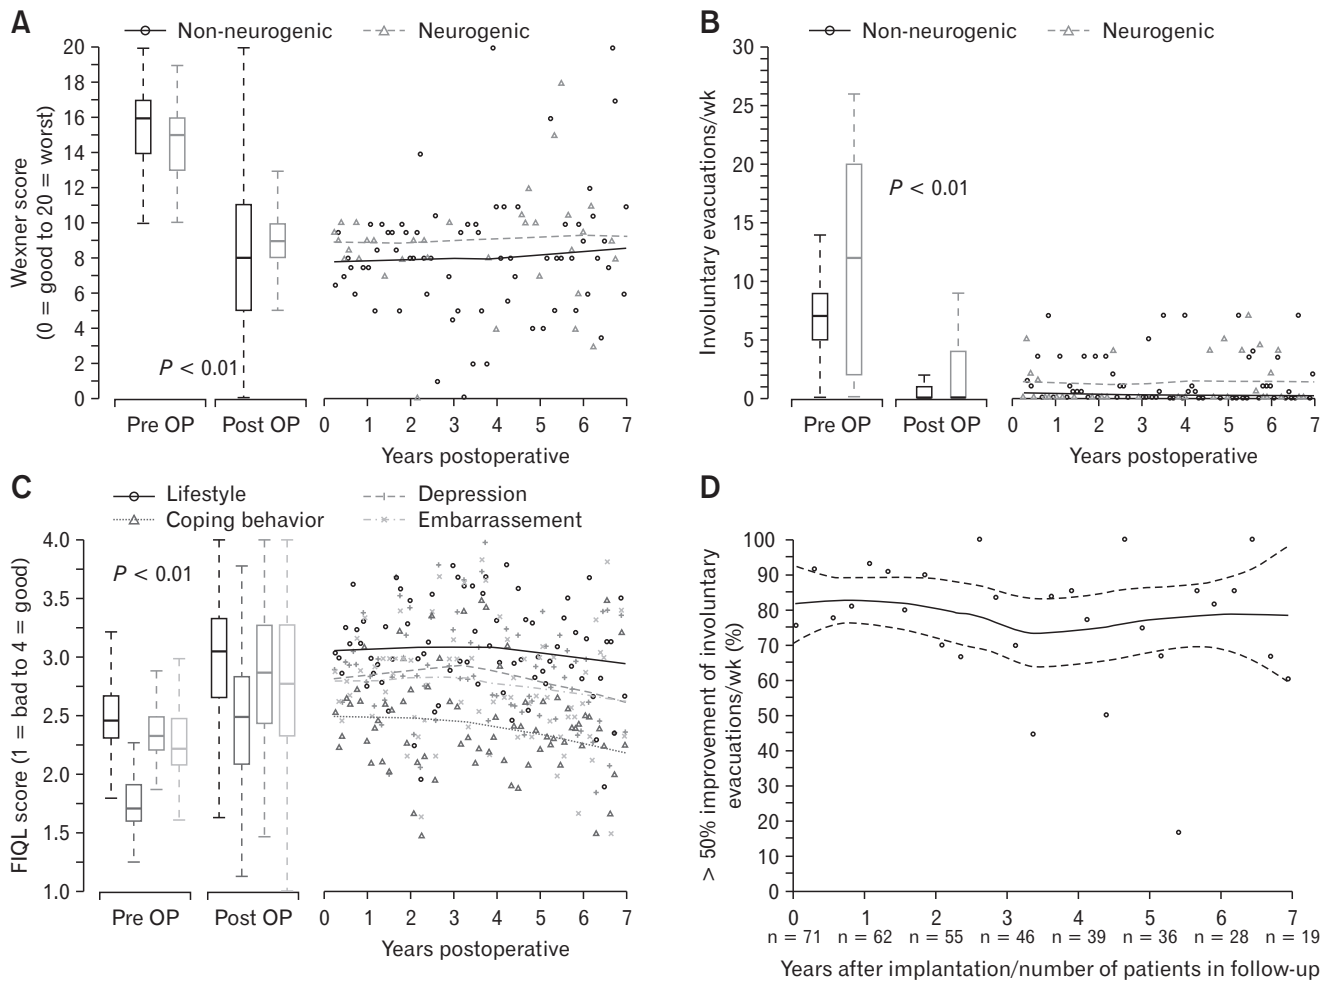 A
Non-neurogenic
Neurogenic
Wexner score
(0 = good to 20 = worst)
20
18
16
14
12
10
8
6
4
2
0
P < 0.01
Pre OP
Post OP
0 1 2 3 4 5 6 7
Years postoperative
B
Non-neurogenic
Neurogenic
Involuntary evacuations/wk
30
25
20
15
10
5
0
P < 0.01
Pre OP
Post OP
0 1 2 3 4 5 6 7
Years postoperative
C
Lifestyle
Depression
Coping behavior
Embarrassement
FIQL score (1 = bad to 4 = good)
4.0
3.5
3.0
2.5
2.0
1.5
1.0
P < 0.01
Pre OP
Post OP
0 1 2 3 4 5 6 7
Years postoperative
D
> 50% improvement of involuntary
evacuations/wk (%)
100
90
80
70
60
50
40
30
20
10
0
0 1 2 3 4 5 6 7
n = 71 n = 62 n = 55 n = 46 n = 39 n = 36 n = 28 n = 19
Years after implantation/number of patients in follow-up